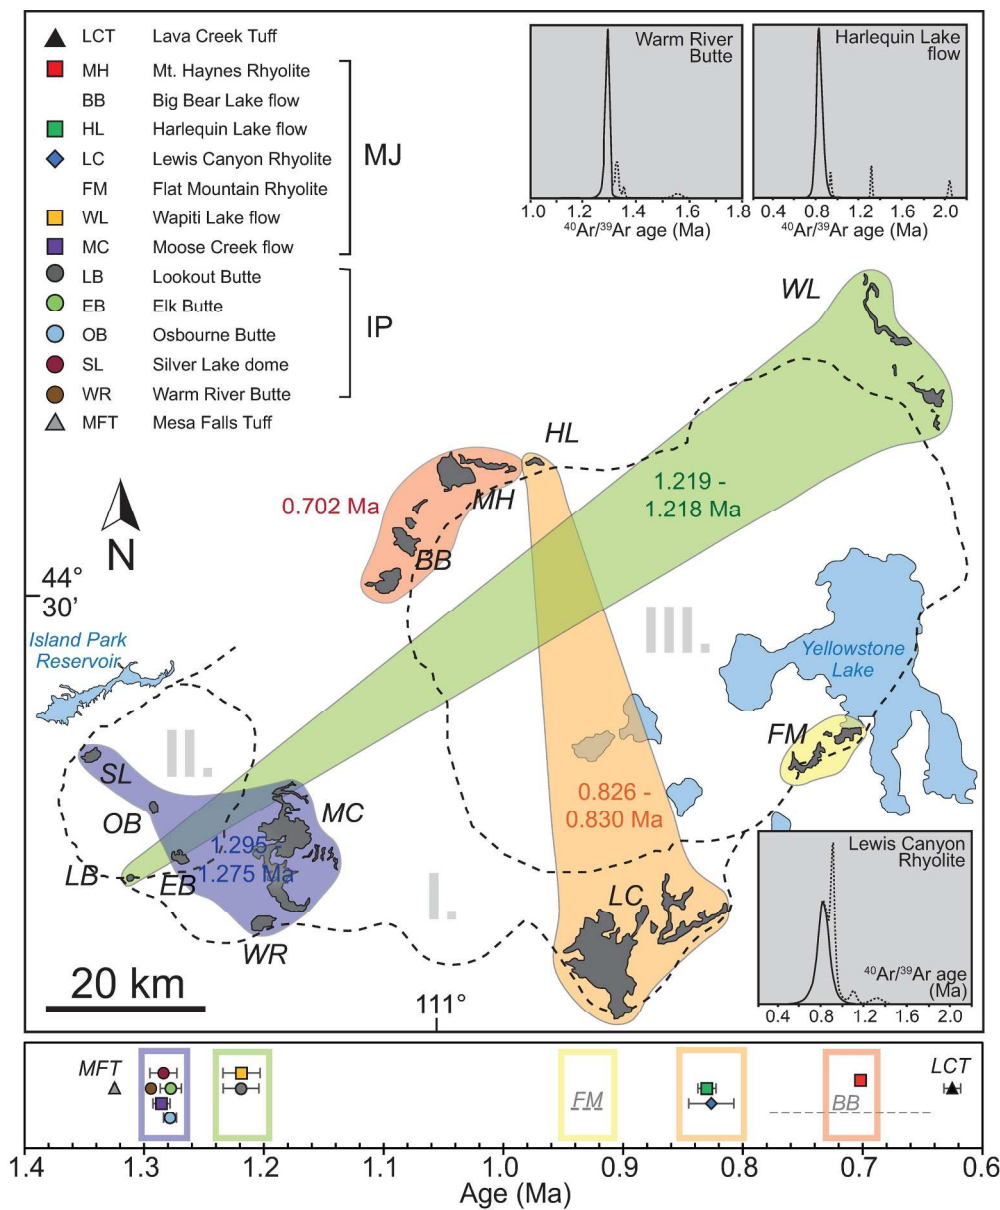 LCT Lava Creek Tuff
MH Mt. Haynes Rhyolite
BB Big Bear Lake flow
HL Harlequin Lake flow
LC Lewis Canyon Rhyolite
FM Flat Mountain Rhyolite
WL Wapiti Lake flow
MC Moose Creek flow
MJ
LB Lookout Butte
EB Elk Butte
OB Osbourne Butte
SL Silver Lake dome
WR Warm River Butte
IP
MFT Mesa Falls Tuff
Warm River
Butte
1.0 1.2 1.4 1.6 1.8
40Ar/39Ar age (Ma)
Harlequin Lake
flow
0.4 0.8 1.2 1.6 2.0
40Ar/39Ar age (Ma)
WL
HL
MH
BB
0.702 Ma
1.219 -
1.218 Ma
N
44°
30'
Island Park
Reservoir
III.
Yellowstone
Lake
FM
II.
SL
OB
MC
LB
EB
WR
1.295 -
1.275 Ma
0.826 -
0.830 Ma
I.
LC
20 km
111°
Lewis Canyon
Rhyolite
40Ar/39Ar age
(Ma)
0.4 0.8 1.2 1.6 2.0
MFT
FM
BB
LCT
1.4 1.3 1.2 1.1 1.0 0.9 0.8 0.7 0.6
Age (Ma)